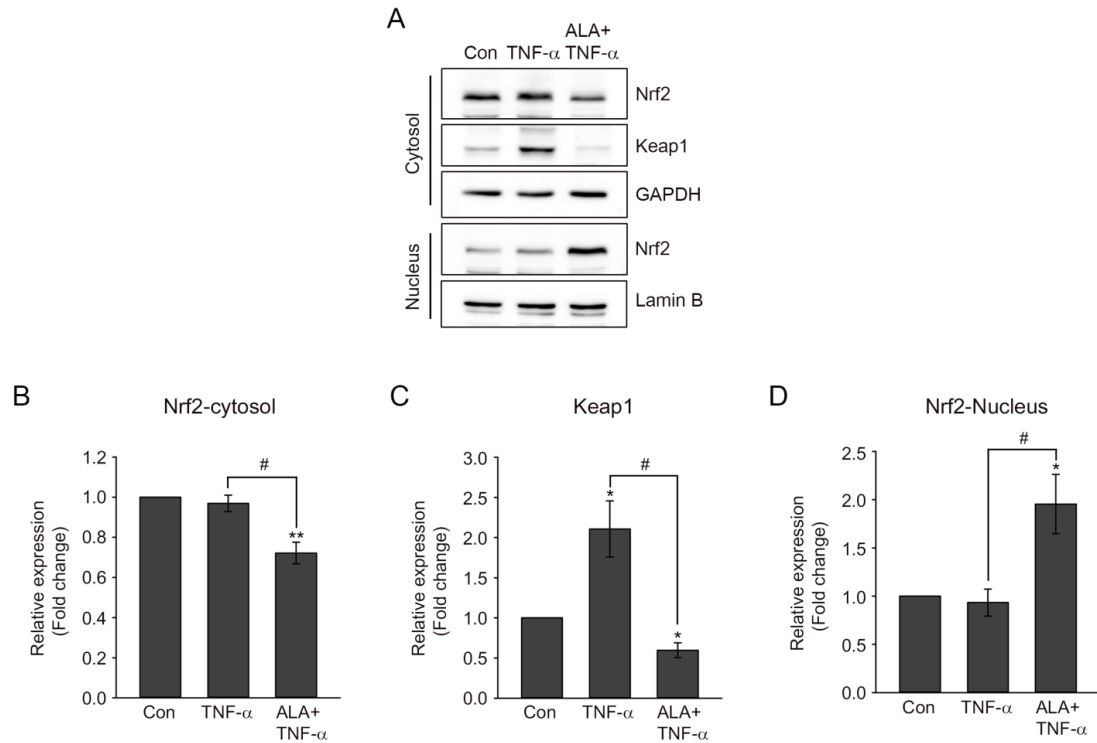 A
Con TNF-α ALA+
TNF-α
Cytosol
Nrf2
Keap1
GAPDH
Nucleus
Nrf2
Lamin B
B
Nrf2-cytosol
Relative expression
(Fold change)
1.2
1.0
0.8
0.6
0.4
0.2
0.0
#
**
Con TNF-α ALA+
TNF-α
C
Keap1
Relative expression
(Fold change)
3.0
2.5
2.0
1.5
1.0
0.5
0.0
#
*
*
Con TNF-α ALA+
TNF-α
D
Nrf2-Nucleus
Relative expression
(Fold change)
2.5
2.0
1.5
1.0
0.5
0.0
#
*
Con TNF-α ALA+
TNF-α